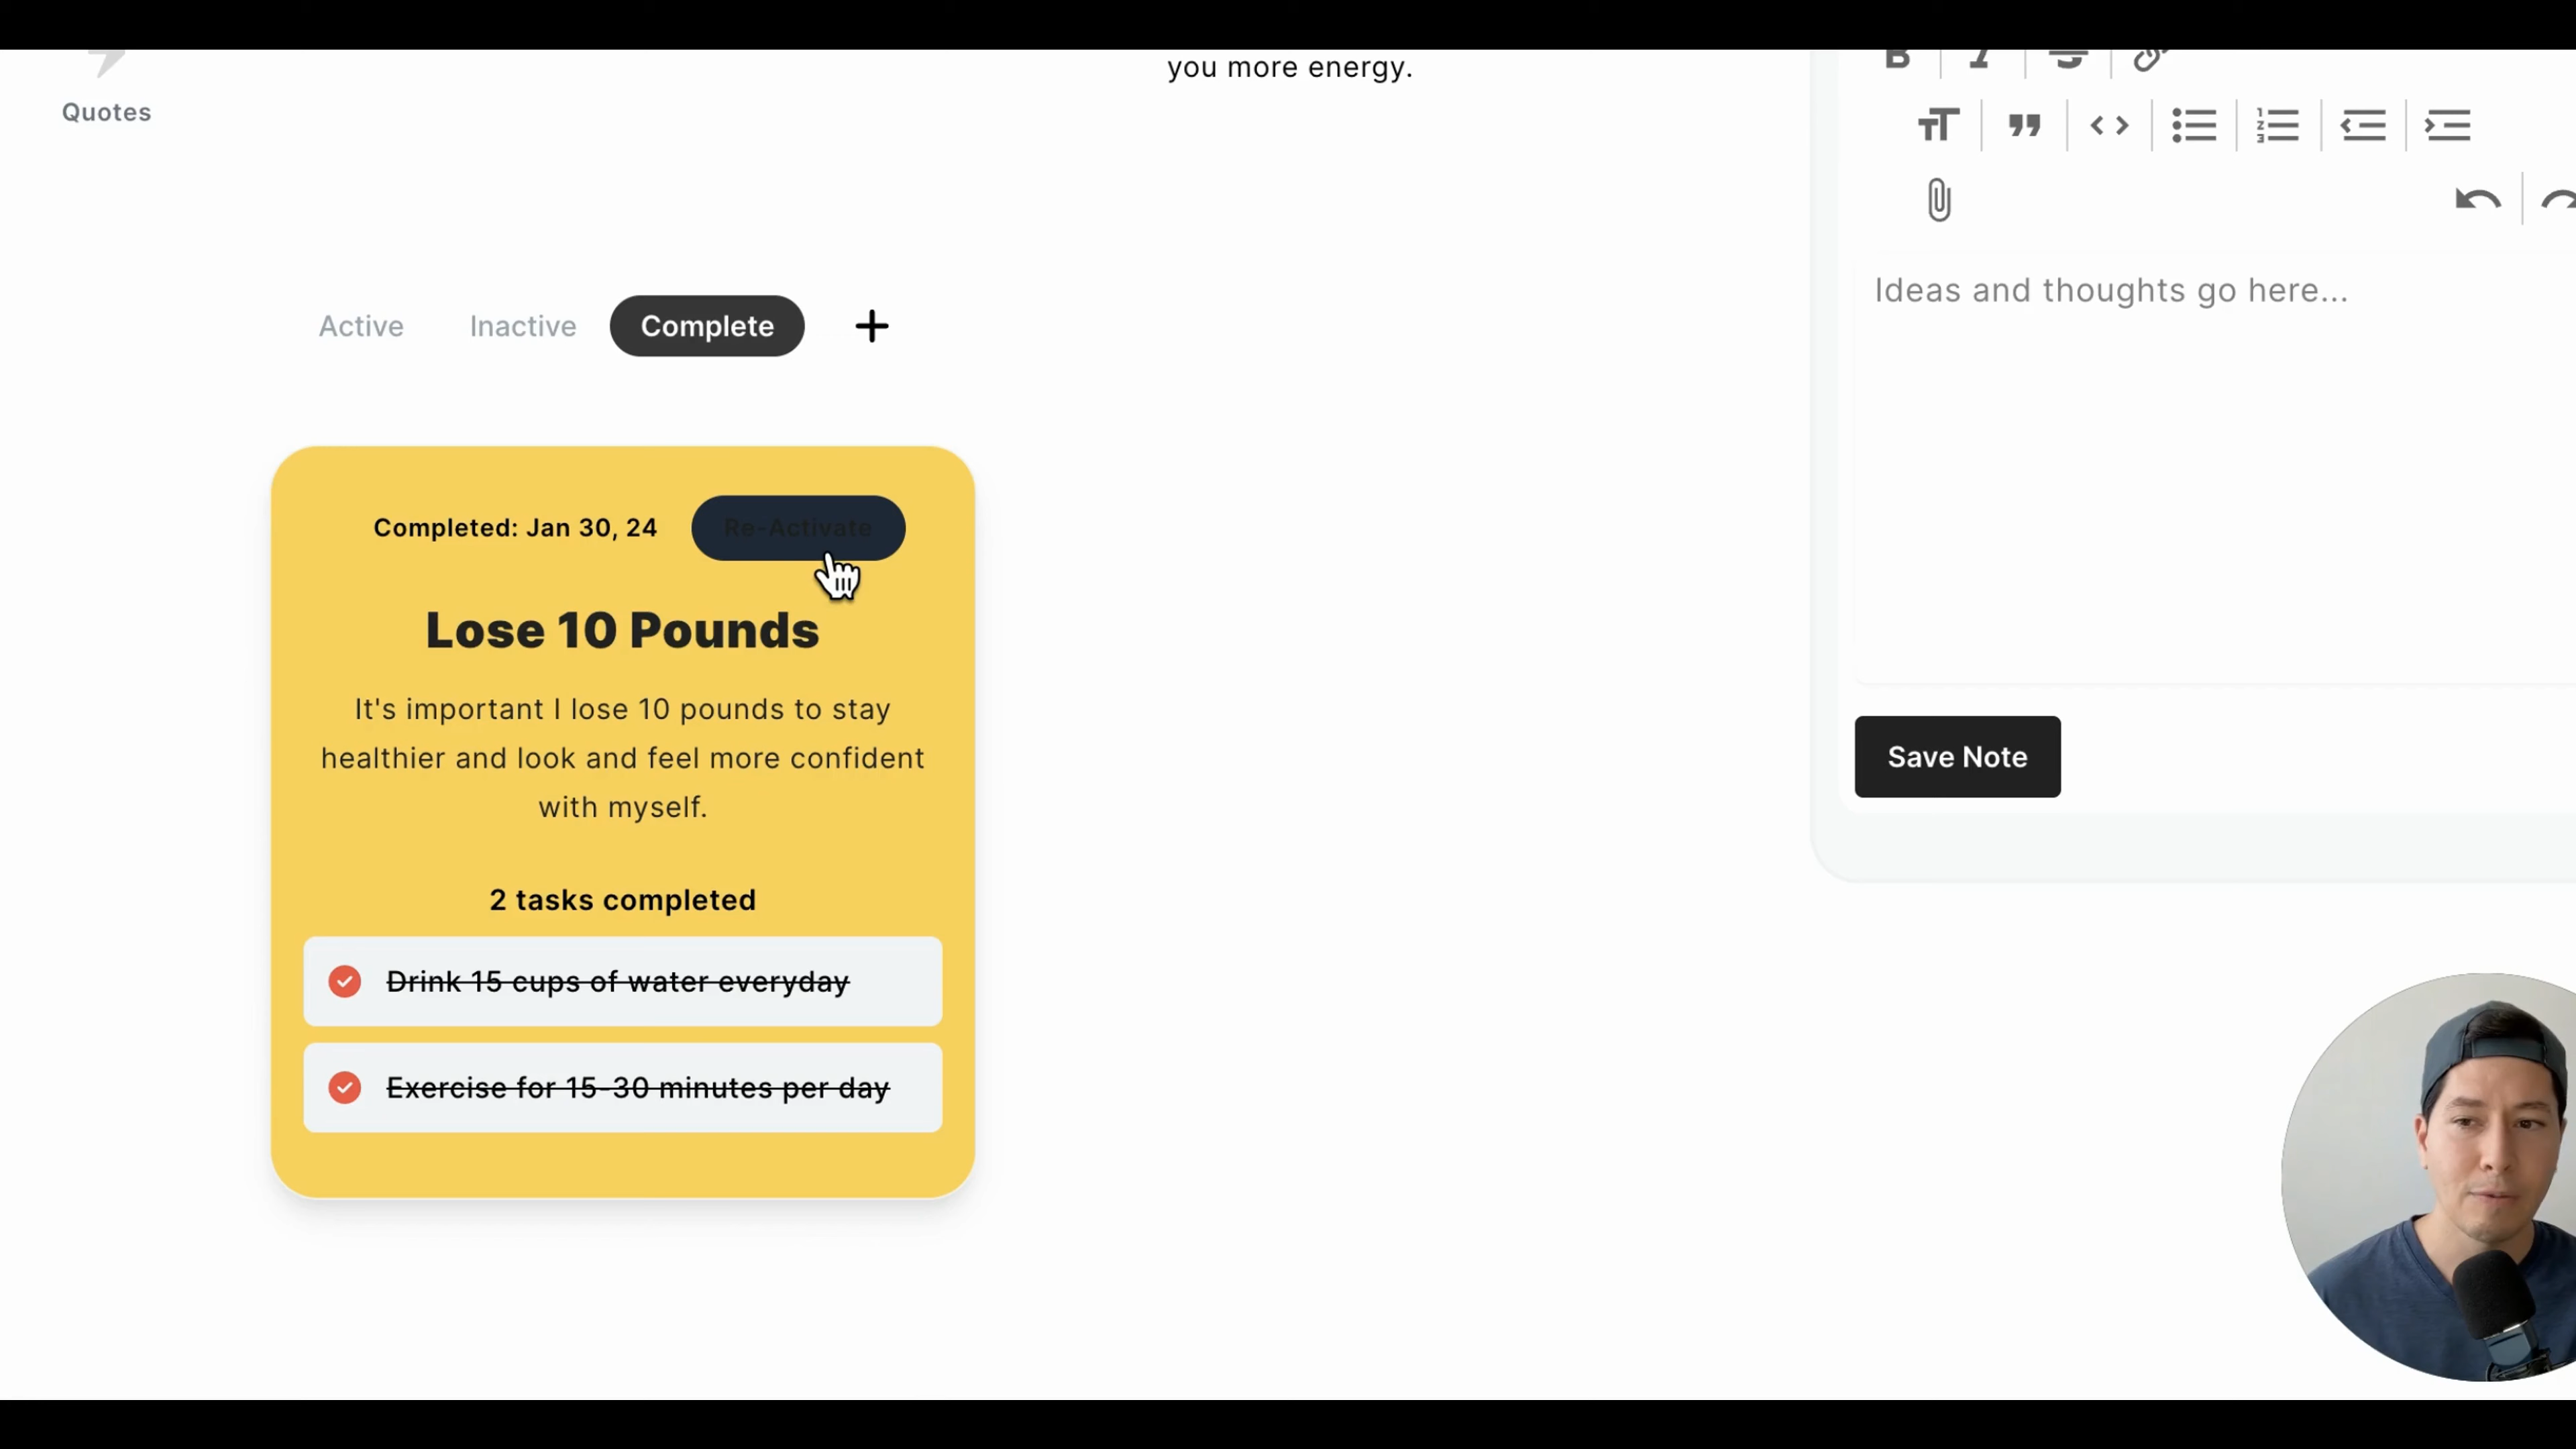 you more energy.
Quotes
Active
Inactive
Complete
Completed: Jan 30, 24
Re-Activate
Lose 10 Pounds
It's important I lose 10 pounds to stay
healthier and look and feel more confident
with myself.
2 tasks completed
Drink 15 cups of water everyday
Exercise for 15-30 minutes per day
Ideas and thoughts go here...
Save Note